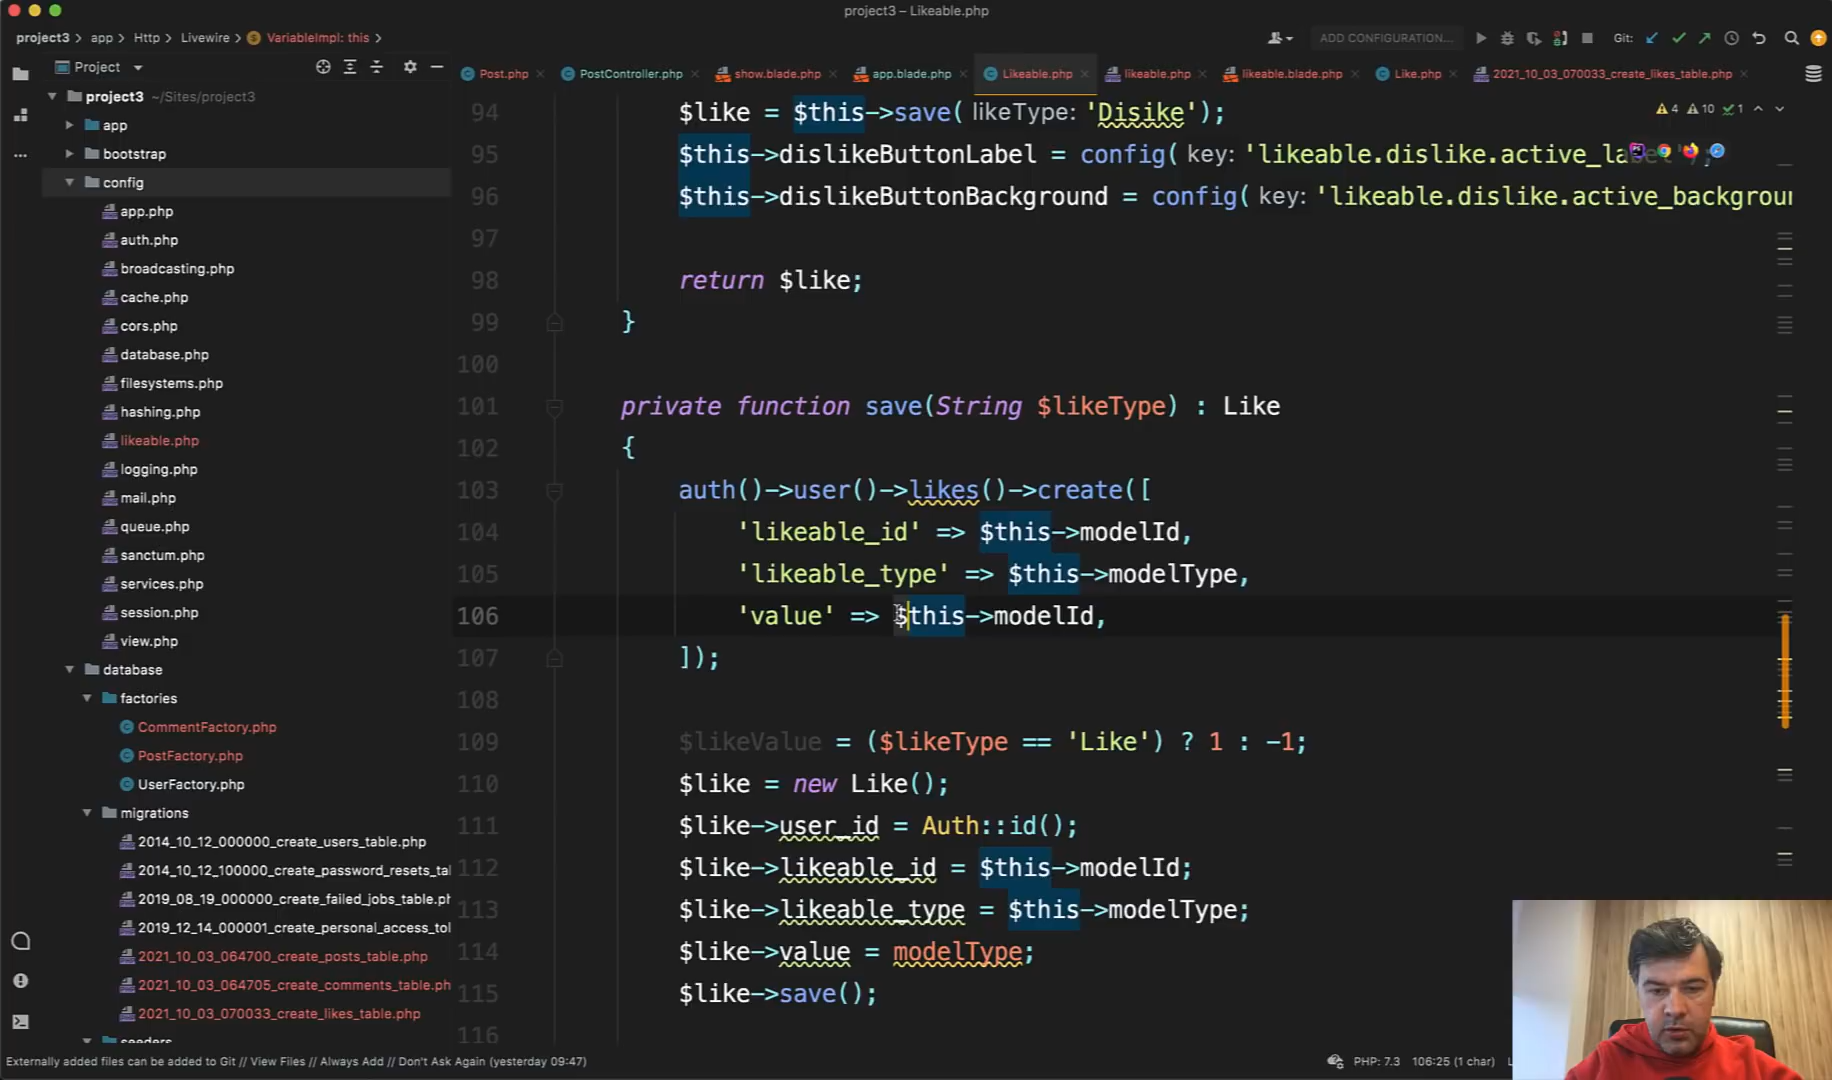 project3 – Likeable.php
project3 > app > Http > Livewire > VariableImpl: this >
ADD CONFIGURATION...
Git:
Project
Post.php
PostController.php
show.blade.php
app.blade.php
Likeable.php
likeable.php
likeable.blade.php
Like.php
2021_10_03_070033_create_likes_table.php
project3 ~/Sites/project3
app
bootstrap
config
app.php
auth.php
broadcasting.php
cache.php
cors.php
database.php
filesystems.php
hashing.php
likeable.php
logging.php
mail.php
queue.php
sanctum.php
services.php
session.php
view.php
database
factories
CommentFactory.php
PostFactory.php
UserFactory.php
migrations
2014_10_12_000000_create_users_table.php
2014_10_12_100000_create_password_resets_tal
2019_08_19_000000_create_failed_jobs_table.ph
2019_12_14_000001_create_personal_access_tol
2021_10_03_064700_create_posts_table.php
2021_10_03_064705_create_comments_table.ph
2021_10_03_070033_create_likes_table.php
seeders
4 10 1
94 $like = $this->save( likeType: 'Disike');
95 $this->dislikeButtonLabel = config( key: 'likeable.dislike.active_label');
96 $this->dislikeButtonBackground = config( key: 'likeable.dislike.active_backgroun
97
98 return $like;
99 }
100
101 private function save(String $likeType) : Like
102 {
103 auth()->user()->likes()->create([
104 'likeable_id' => $this->modelId,
105 'likeable_type' => $this->modelType,
106 'value' => $this->modelId,
107 ]);
108
109 $likeValue = ($likeType == 'Like') ? 1 : -1;
110 $like = new Like();
111 $like->user_id = Auth::id();
112 $like->likeable_id = $this->modelId;
113 $like->likeable_type = $this->modelType;
114 $like->value = modelType;
115 $like->save();
116
Externally added files can be added to Git // View Files // Always Add // Don't Ask Again (yesterday 09:47)
PHP: 7.3 106:25 (1 char)